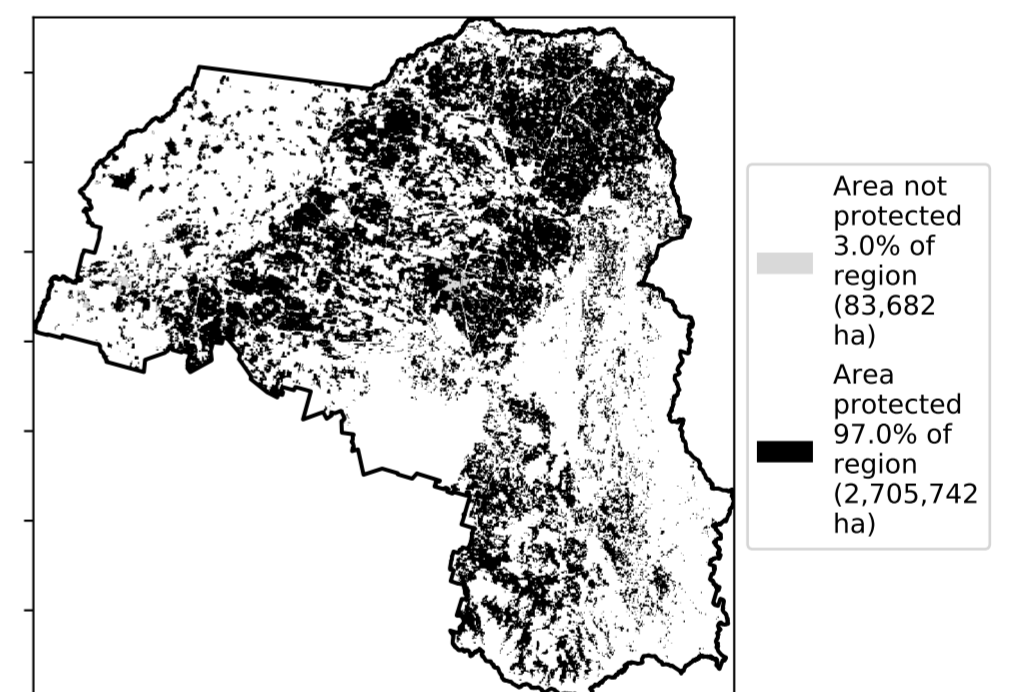 Area not
protected
3.0% of
region
(83,682
ha)
Area
protected
97.0% of
region
(2,705,742
ha)